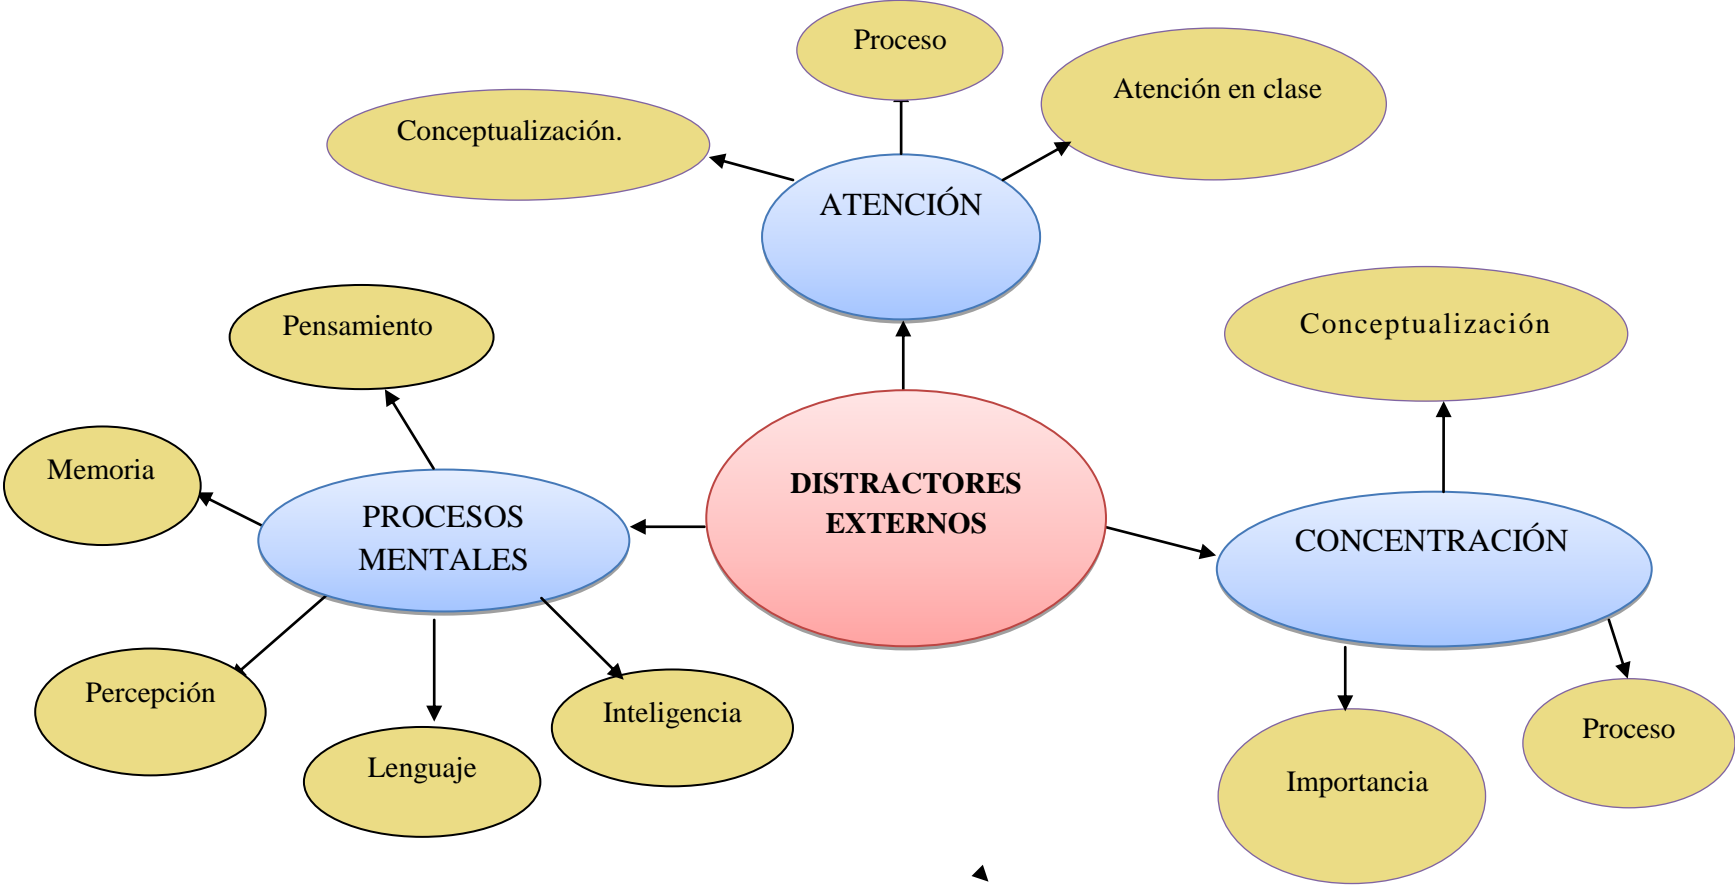 Proceso
Atención en clase
Conceptualización.
ATENCIÓN
Pensamiento
Conceptualización
Memoria
DISTRACTORES
EXTERNOS
PROCESOS
MENTALES
CONCENTRACIÓN
Percepción
Inteligencia
Lenguaje
Proceso
Importancia